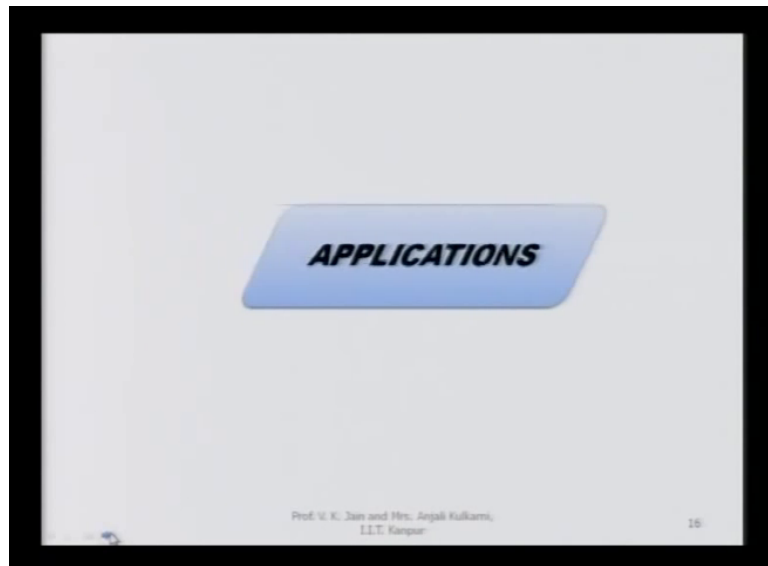 APPLICATIONS
Prof. V. K. Jain and Mrs. Anjali Kulkarni,
I.I.T. Kanpur
16